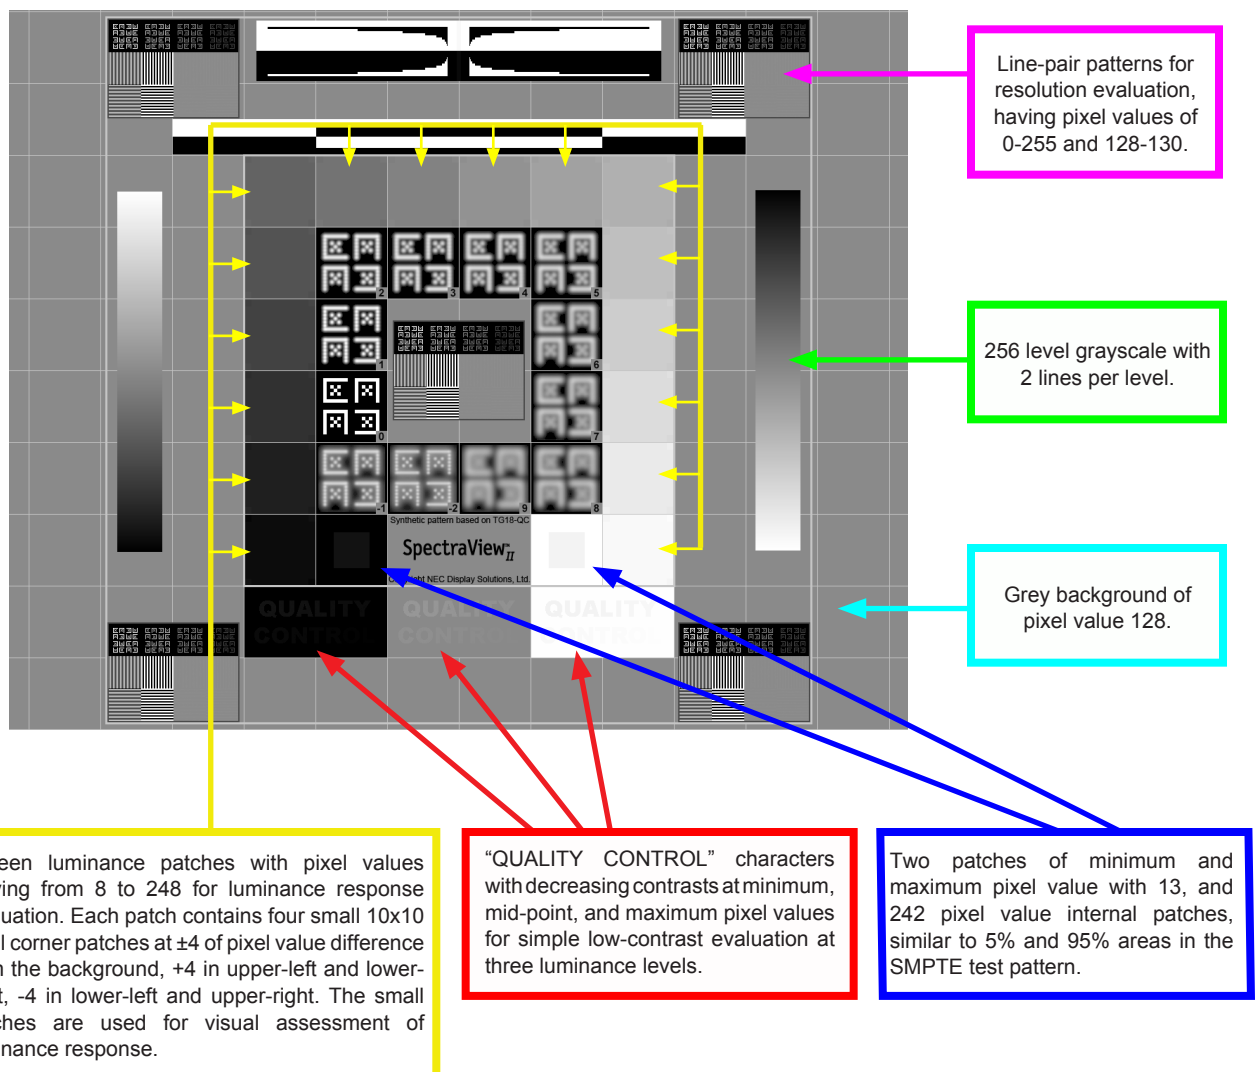 Line-pair patterns for
resolution evaluation,
having pixel values of
0-255 and 128-130.
256 level grayscale with
2 lines per level.
2
3
4
5
1
6
0
7
-1
-2
9
8
Synthetic pattern based on TG18-QC
SpectraView™II
Copyright NEC Display Solutions, Ltd.
QUALITY
CONTROL
QUALITY
CONTROL
QUALITY
CONTROL
Grey background of
pixel value 128.
luminance patches with pixel values
from 8 to 248 for luminance response
Each patch contains four small 10x10
corner patches at ±4 of pixel value difference
the background, +4 in upper-left and lower-
-4 in lower-left and upper-right. The small
are used for visual assessment of
response.
“QUALITY CONTROL” characters
with decreasing contrasts at minimum,
mid-point, and maximum pixel values
for simple low-contrast evaluation at
three luminance levels.
Two patches of minimum and
maximum pixel value with 13, and
242 pixel value internal patches,
similar to 5% and 95% areas in the
SMPTE test pattern.